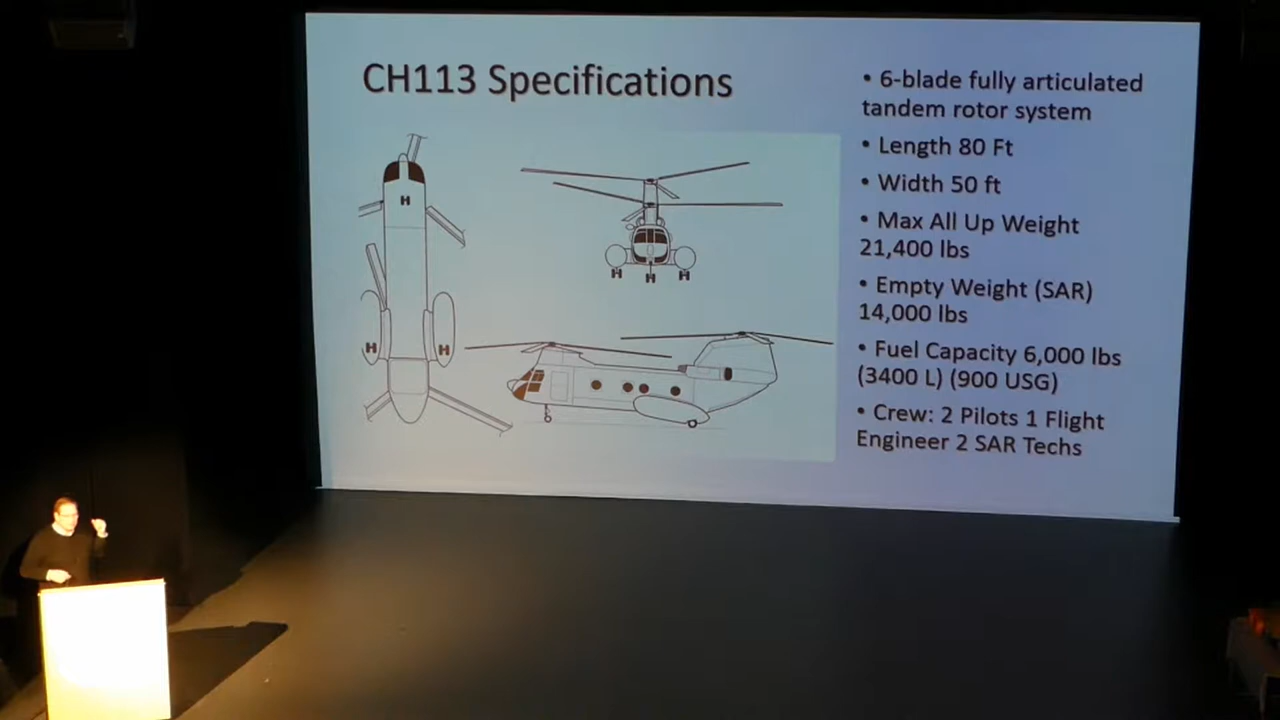 CH113 Specifications
• 6-blade fully articulated
tandem rotor system
• Length 80 Ft
• Width 50 ft
• Max All Up Weight
21,400 lbs
• Empty Weight (SAR)
14,000 lbs
• Fuel Capacity 6,000 lbs
(3400 L) (900 USG)
• Crew: 2 Pilots 1 Flight
Engineer 2 SAR Techs